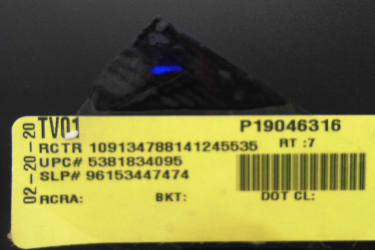 02-20-20
TV01
P19046316
RCTR 109134788141245535 RT :7
UPC# 5381834095
SLP# 96153447474
RCRA: BKT: DOT CL: